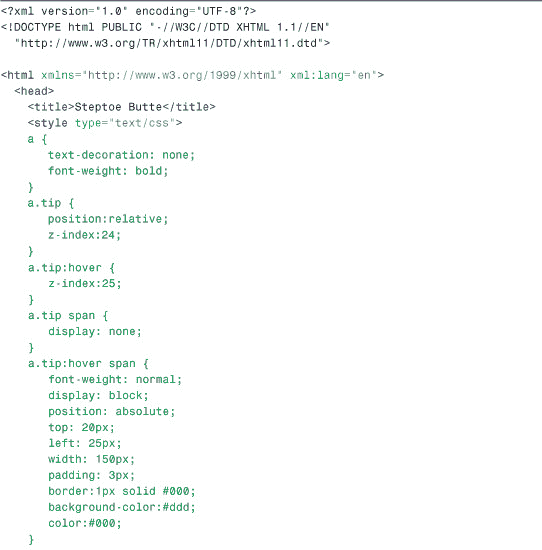 <?xml version="1.0" encoding="UTF-8"?>
<!DOCTYPE html PUBLIC "-//W3C//DTD XHTML 1.1//EN"
  "http://www.w3.org/TR/xhtml11/DTD/xhtml11.dtd">

<html xmlns="http://www.w3.org/1999/xhtml" xml:lang="en">
  <head>
    <title>Steptoe Butte</title>
    <style type="text/css">
    a {
       text-decoration: none;
       font-weight: bold;
    }
    a.tip {
       position:relative;
       z-index:24;
    }
    a.tip:hover {
       z-index:25;
    }
    a.tip span {
       display: none;
    }
    a.tip:hover span {
       font-weight: normal;
       display: block;
       position: absolute;
       top: 20px;
       left: 25px;
       width: 150px;
       padding: 3px;
       border:1px solid #000;
       background-color:#ddd;
       color:#000;
    }